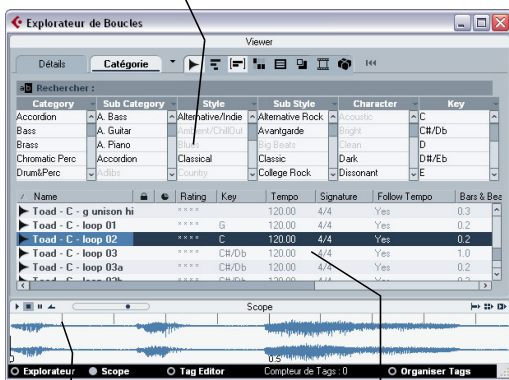 Explorateur de Boucles
Viewer
Détails Catégorie
Rechercher :
Category Sub Category Style Sub Style Character Key
Accordion A. Bass Alternative/Indie Alternative Rock Acoustic C
Bass A. Guitar Ambient/ChillOut Avantgarde Bright C#/Db
Brass A. Piano Blues Big Beats Clean D
Chromatic Perc Accordion Classical Classic Dark D#/Eb
Drum&Perc Adlibs Country College Rock Dissonant E
Name Rating Key Tempo Signature Follow Tempo Bars & Bea
Toad - C - g unison hi **** 120.00 4/4 Yes 0.3
Toad - C - loop 01 **** G 120.00 4/4 Yes 0.2
Toad - C - loop 02 **** C 120.00 4/4 Yes 0.2
Toad - C - loop 03 **** C#/Db 120.00 4/4 Yes 1.0
Toad - C - loop 03a **** C#/Db 120.00 4/4 Yes 0.2
Scope
0.5
Explorateur Scope Tag Editor Compteur de Tags : 0 Organiser Tags